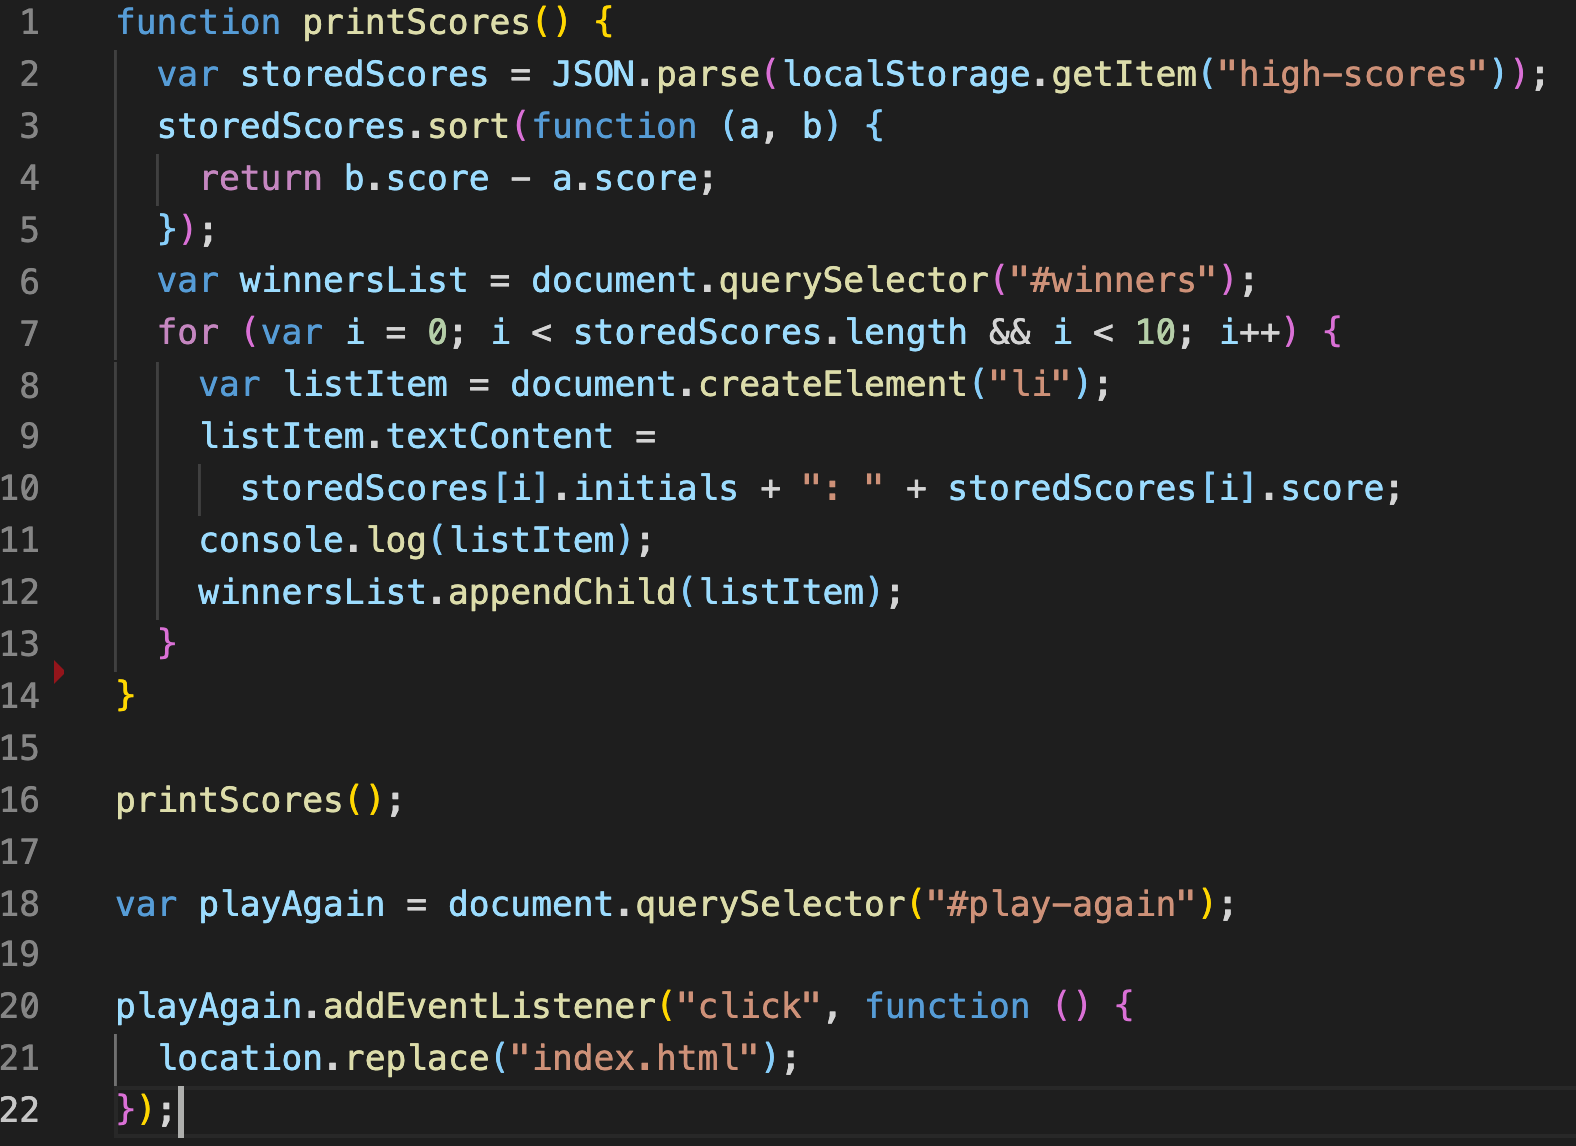 1 function printScores() {
2   var storedScores = JSON.parse(localStorage.getItem("high-scores"));
3   storedScores.sort(function (a, b) {
4     return b.score - a.score;
5   });
6   var winnersList = document.querySelector("#winners");
7   for (var i = 0; i < storedScores.length && i < 10; i++) {
8     var listItem = document.createElement("li");
9     listItem.textContent =
10       storedScores[i].initials + ": " + storedScores[i].score;
11     console.log(listItem);
12     winnersList.appendChild(listItem);
13   }
14 }
15
16 printScores();
17
18 var playAgain = document.querySelector("#play-again");
19
20 playAgain.addEventListener("click", function () {
21   location.replace("index.html");
22 });